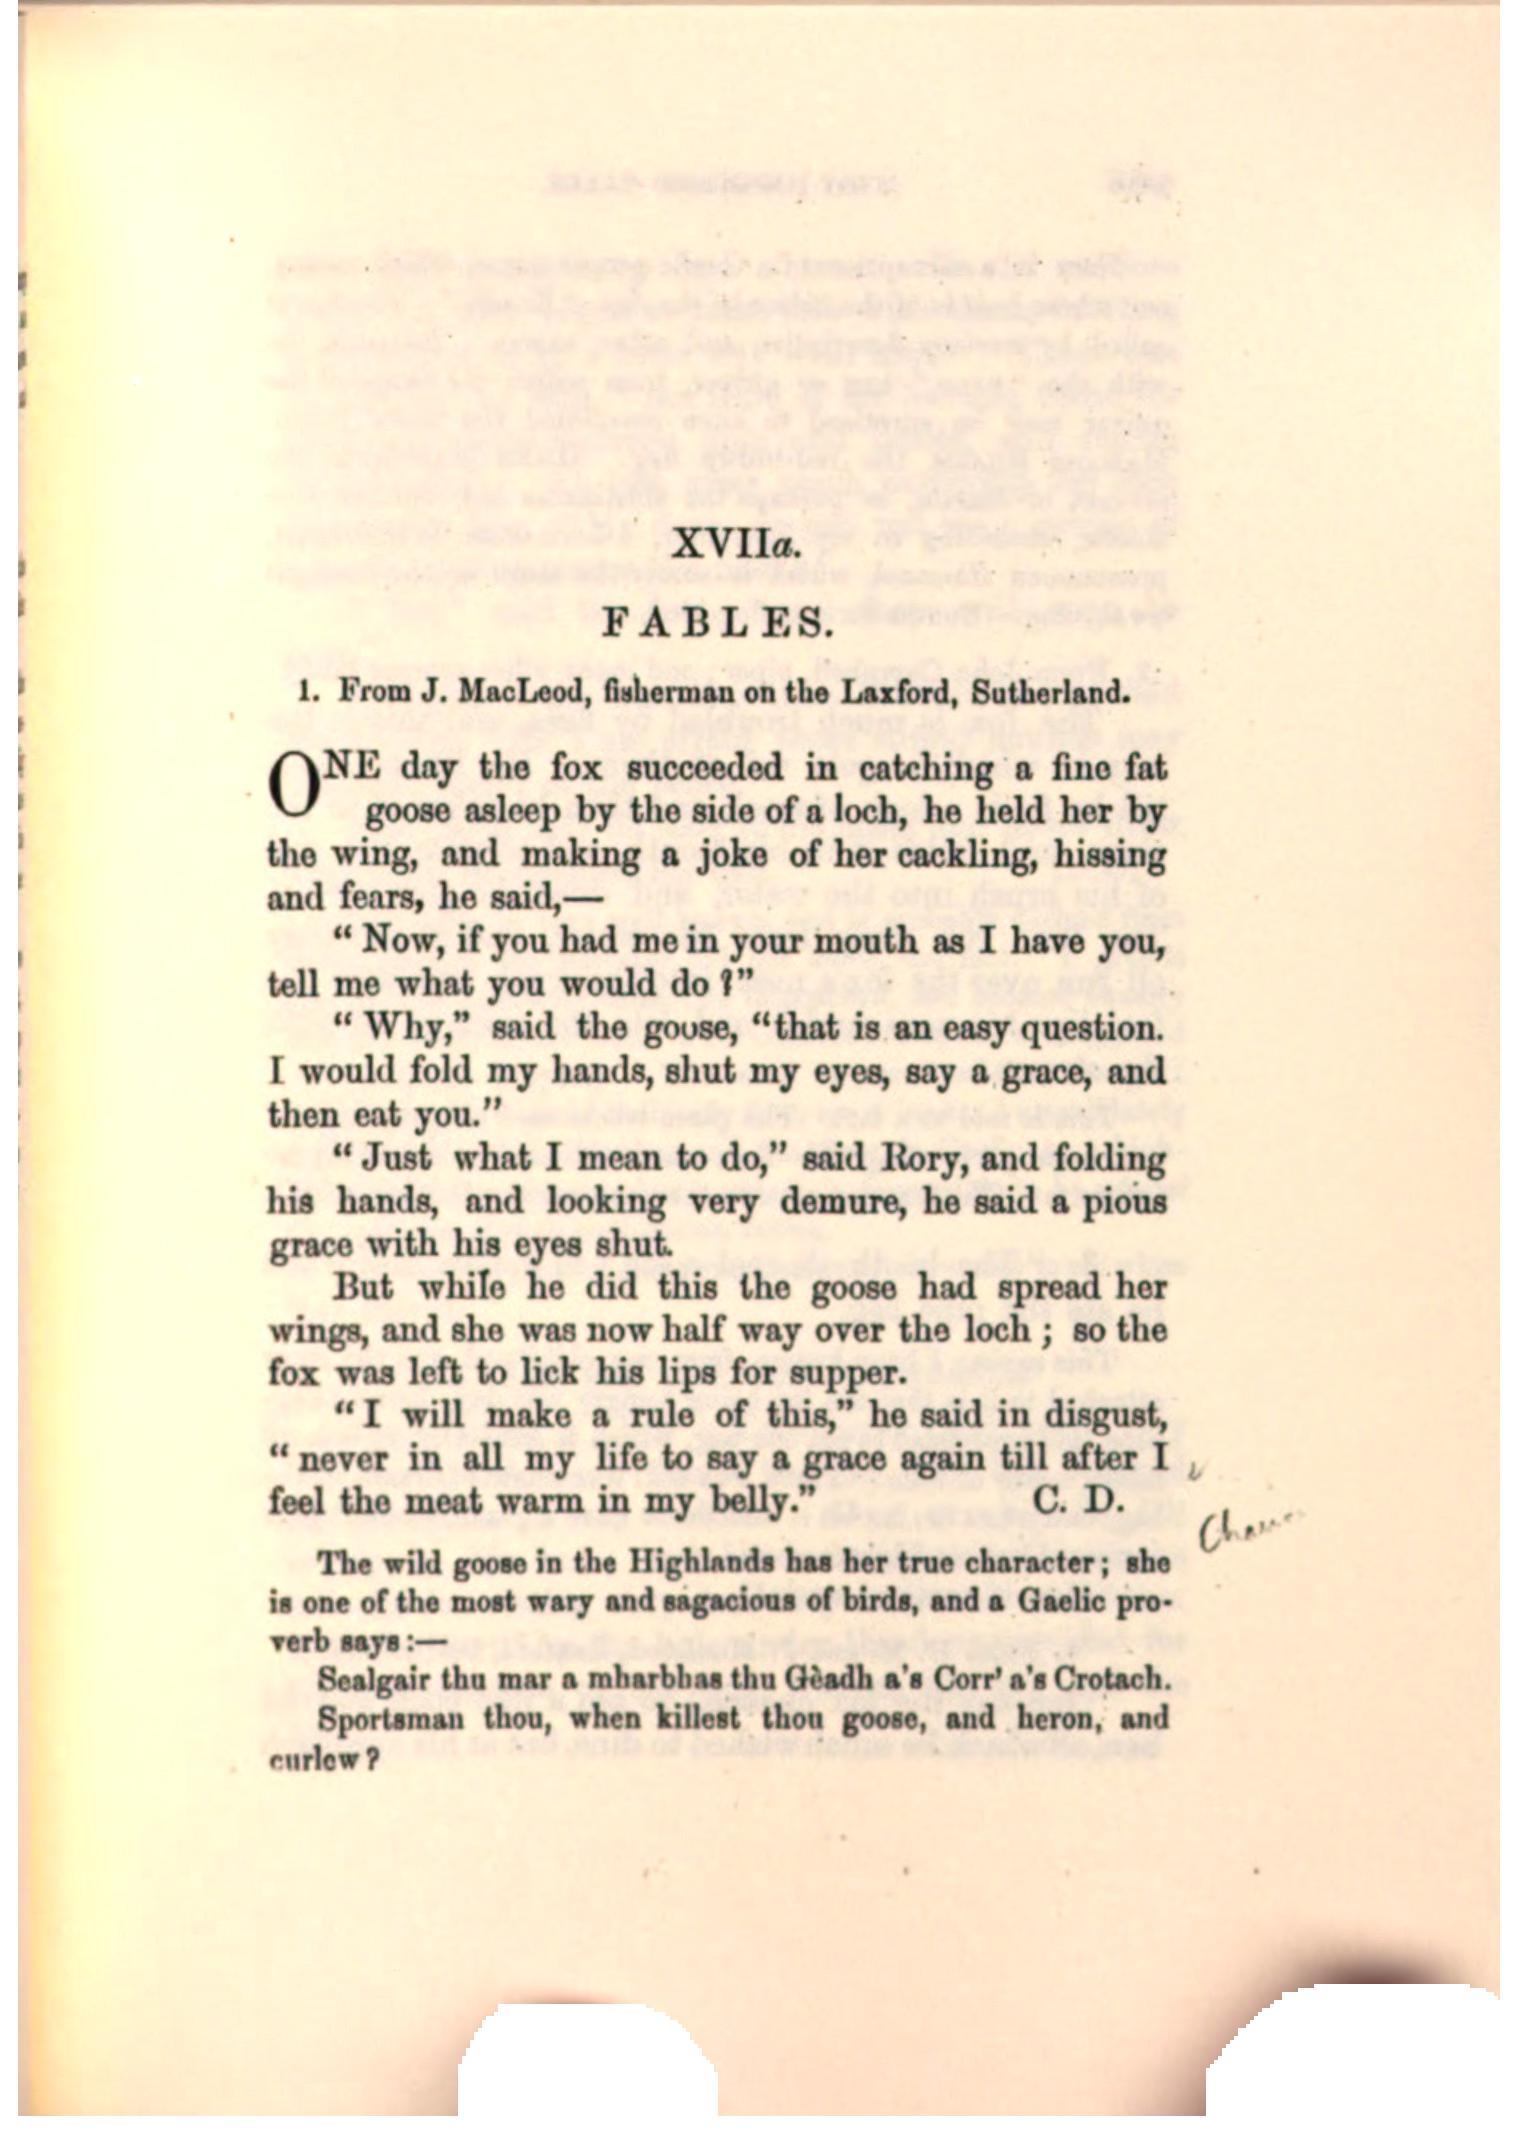 XVIIa.
FABLES.
1. From J. MacLeod, fisherman on the Laxford, Sutherland.
ONE day the fox succeeded in catching a fine fat
goose asleep by the side of a loch, he held her by
the wing, and making a joke of her cackling, hissing
and fears, he said,—
“Now, if you had me in your mouth as I have you,
tell me what you would do?”
“Why,” said the goose, “that is an easy question.
I would fold my hands, shut my eyes, say a grace, and
then eat you.”
“Just what I mean to do,” said Rory, and folding
his hands, and looking very demure, he said a pious
grace with his eyes shut.
But while he did this the goose had spread her
wings, and she was now half way over the loch; so the
fox was left to lick his lips for supper.
“I will make a rule of this,” he said in disgust,
“never in all my life to say a grace again till after I
feel the meat warm in my belly.” C. D.
The wild goose in the Highlands has her true character; she
is one of the most wary and sagacious of birds, and a Gaelic pro-
verb says:—
Sealgair thu mar a mharbhas thu Gèadh a's Corr' a's Crotach.
Sportsman thou, when killest thou goose, and heron, and
curlew?